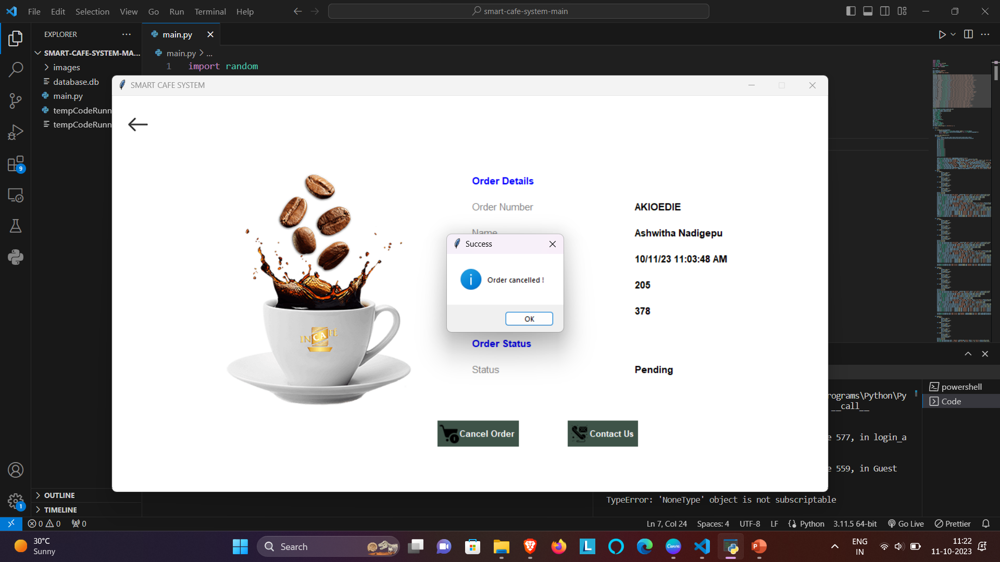 File Edit Selection View Go Run Terminal Help
smart-cafe-system-main
EXPLORER
main.py
SMART-CAFE-SYSTEM-MA...
main.py > ...
images
1 import random
database.db
main.py
tempCodeRunn
tempCodeRunn
SMART CAFE SYSTEM
Order Details
Order Number AKIOEDIE
Name Ashwitha Nadigepu
10/11/23 11:03:48 AM
205
378
Success
Order cancelled !
OK
INCAFE
Order Status
Status Pending
Cancel Order
Contact Us
9
powershell
Code
rograms\Python\Py
__call__
e 577, in login_a
e 559, in Guest
TypeError: 'NoneType' object is not subscriptable
OUTLINE
1
TIMELINE
0 0 0
Ln 7, Col 24 Spaces: 4 UTF-8 LF Python 3.11.5 64-bit Go Live Prettier
30°C
Sunny
Search
Canva
ENG
IN
11:22
11-10-2023